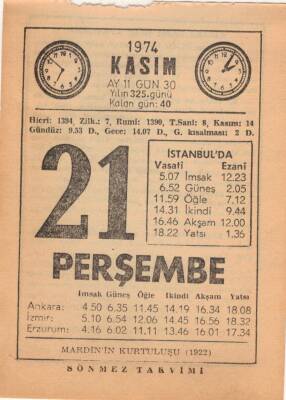 1974
KASIM
AY 11 GÜN 30
Yılın 325. günü
Kalan gün: 40
Hicri: 1394, Zilk.: 7, Rumi: 1390, T.Sani: 8, Kasım: 14
Gündüz: 9.53 D., Gece: 14.07 D., G. kısalması: 2 D.
21
İSTANBUL'DA
Vasati Ezani
5.07 İmsak 12.23
6.52 Güneş 2.05
11.59 Öğle 7.12
14.31 İkindi 9.44
16.46 Akşam 12.00
18.22 Yatsı 1.36
PERŞEMBE
İmsak Güneş Öğle İkindi Akşam Yatsı
Ankara: 4.50 6.35 11.45 14.19 16.34 18.08
İzmir: 5.10 6.54 12.06 14.45 16.56 18.32
Erzurum: 4.16 6.02 11.11 13.46 16.01 17.34
MARDİN'İN KURTULUŞU (1922)
SÖNMEZ TAKVİMİ